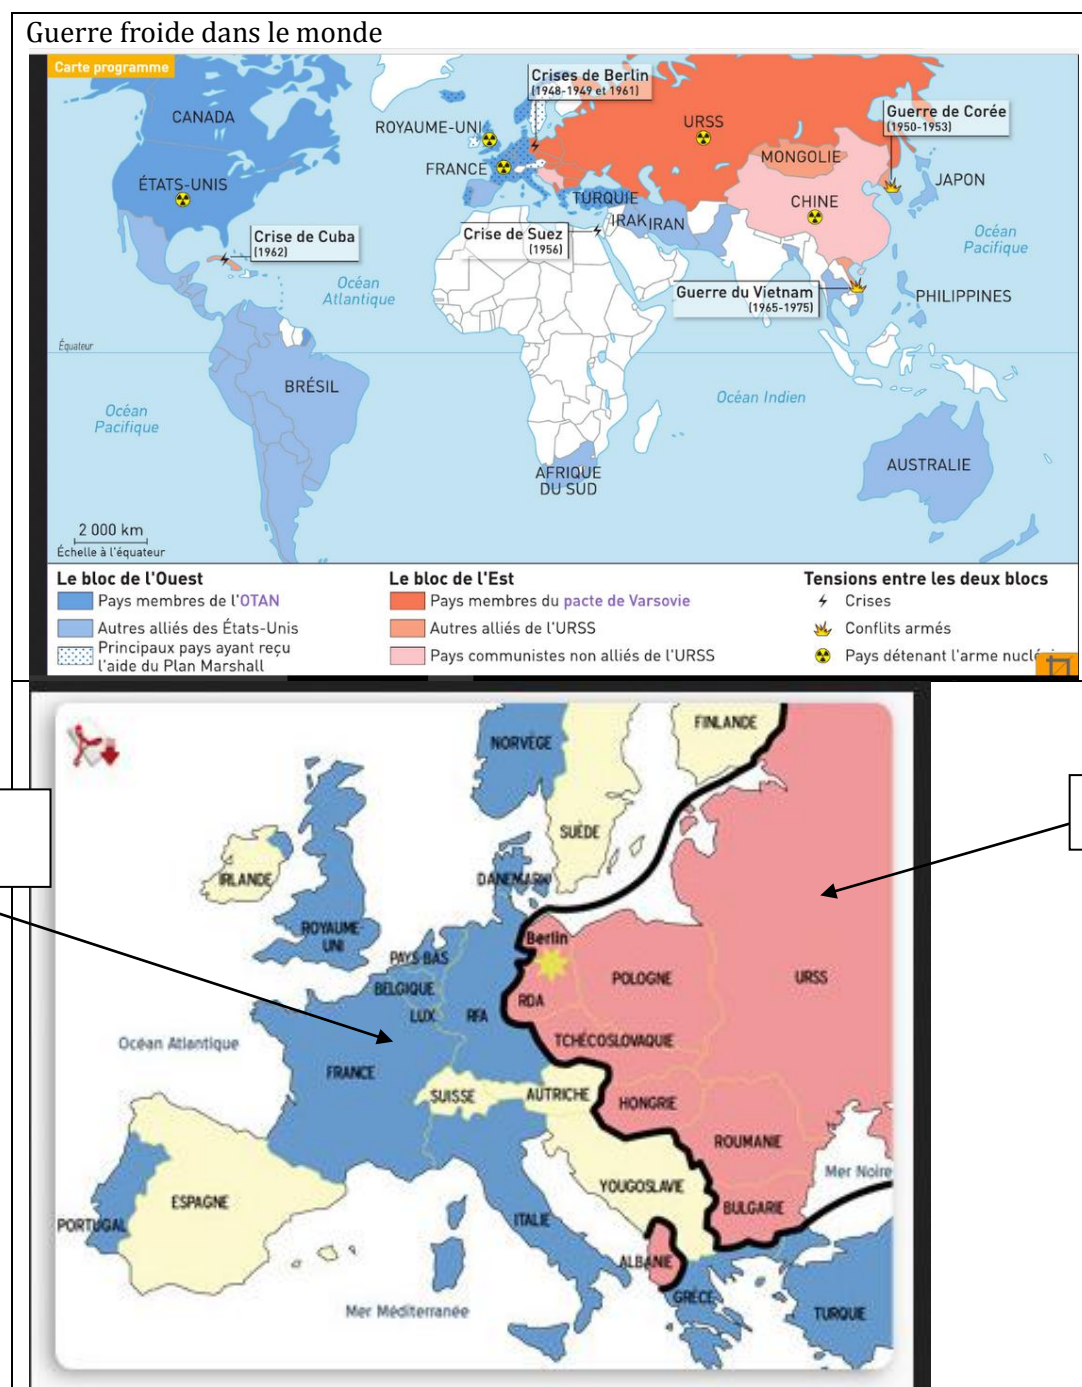 Guerre froide dans le monde
Carte programme
CANADA
ROYAUME-UNI
Crises de Berlin
(1948-1949 et 1961)
URSS
Guerre de Corée
(1950-1953)
FRANCE
MONGOLIE
ÉTATS-UNIS
TURQUIE
CHINE
JAPON
IRAK
IRAN
Crise de Cuba
(1962)
Crise de Suez
(1956)
Océan
Pacifique
Océan
Atlantique
Guerre du Vietnam
(1965-1975)
PHILIPPINES
Équateur
BRÉSIL
Océan Indien
Océan
Pacifique
AFRIQUE
DU SUD
AUSTRALIE
2 000 km
Échelle à l'équateur
Le bloc de l'Ouest
Pays membres de l'OTAN
Autres alliés des États-Unis
Principaux pays ayant reçu
l'aide du Plan Marshall
Le bloc de l'Est
Pays membres du pacte de Varsovie
Autres alliés de l'URSS
Pays communistes non alliés de l'URSS
Tensions entre les deux blocs
Crises
Conflits armés
Pays détenant l'arme
FINLANDE
NORVÈGE
SUÈDE
IRLANDE
DANEMARK
ROYAUME-
UNI
Berlin
PAYS-BAS
POLOGNE
URSS
BELGIQUE
RDA
LUX
RFA
TCHÉCOSLOVAQUIE
Océan Atlantique
FRANCE
SUISSE
AUTRICHE
HONGRIE
ROUMANIE
Mer Noire
YOUGOSLAVIE
ESPAGNE
BULGARIE
PORTUGAL
ITALIE
ALBANIE
GRÈCE
Mer Méditerranée
TURQUIE